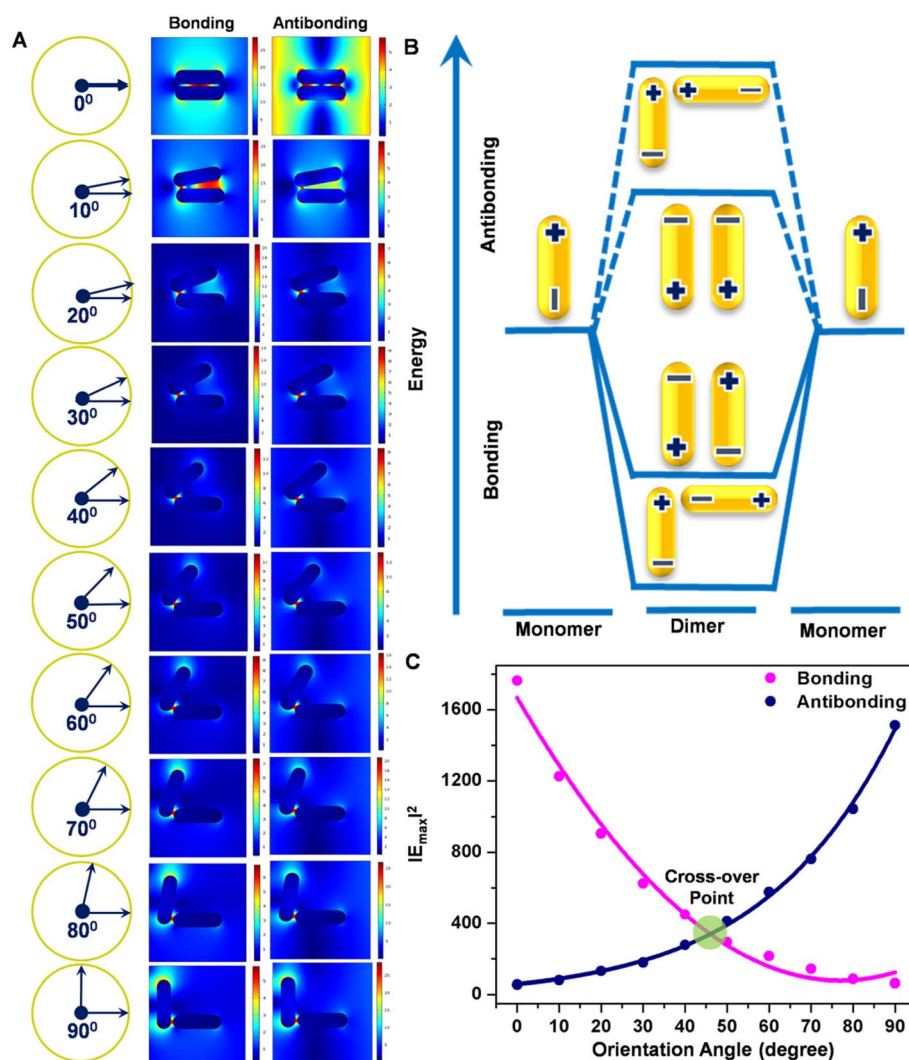 Bonding Antibonding
A
B
0⁰
10⁰
20⁰
30⁰
40⁰
50⁰
60⁰
70⁰
80⁰
90⁰
Energy
Antibonding
Bonding
+ + −
−
− −
+ +
+
−
+
−
− +
+ −
+ − +
−
Monomer Dimer Monomer
C
|E_max|²
1600
1200
800
400
0
Bonding
Antibonding
Cross-over
Point
0 10 20 30 40 50 60 70 80 90
Orientation Angle (degree)